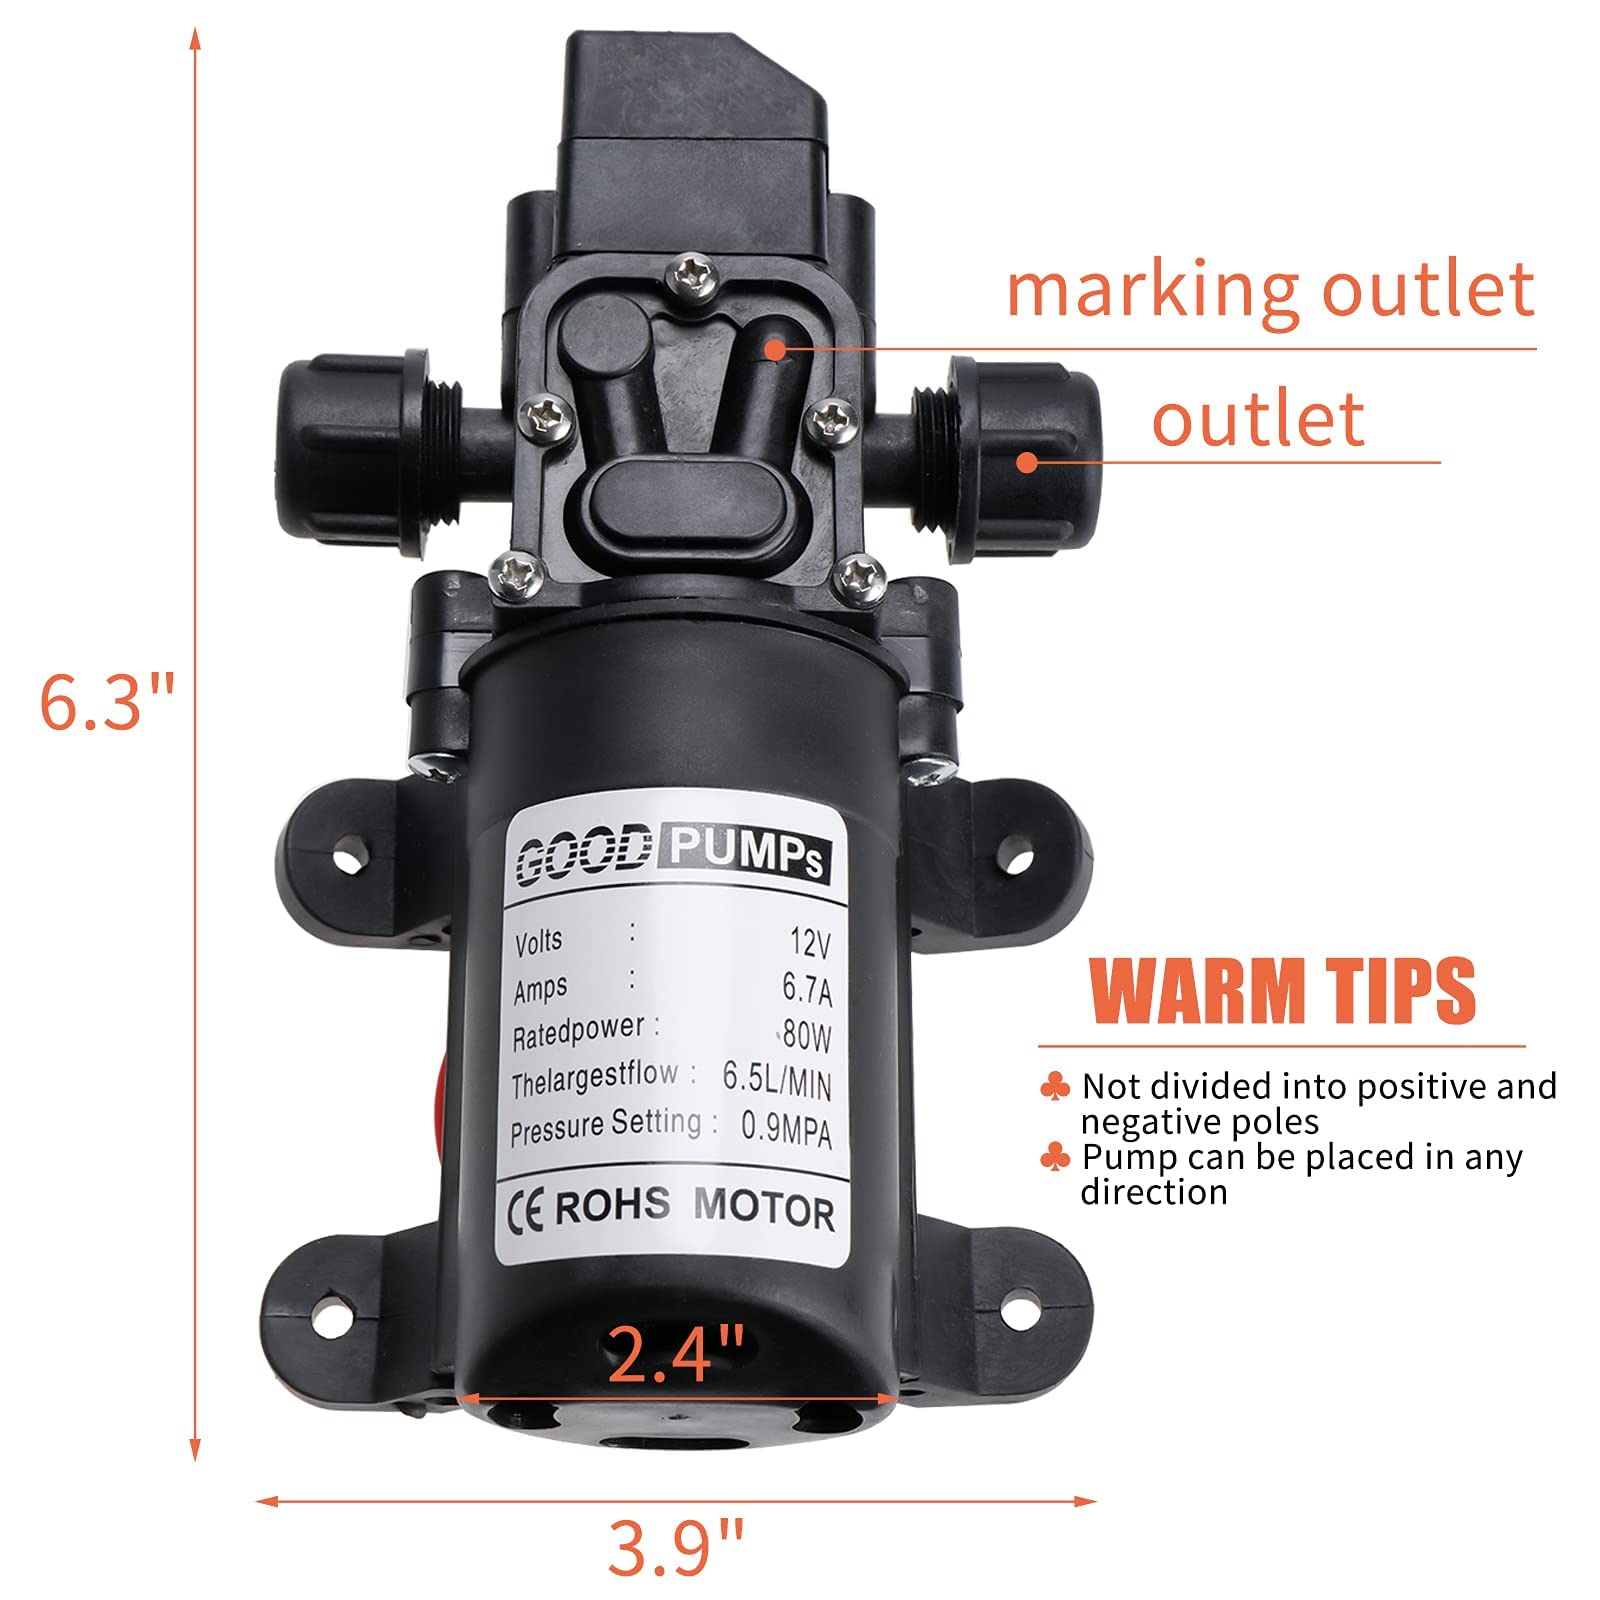 marking outlet
outlet
6.3"
GOOD PUMPs
Volts : 12V
Amps : 6.7A
Ratedpower : 80W
Thelargestflow : 6.5L/MIN
Pressure Setting : 0.9MPA
CE ROHS MOTOR
WARM TIPS
♣ Not divided into positive and
negative poles
♣ Pump can be placed in any
direction
2.4"
3.9"